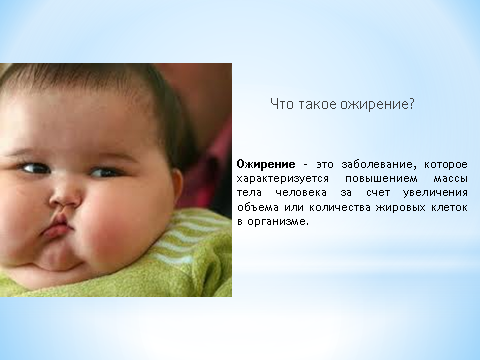 Что такое ожирение?
Ожирение - это заболевание, которое
характеризуется повышением массы
тела человека за счет увеличения
объема или количества жировых клеток
в организме.